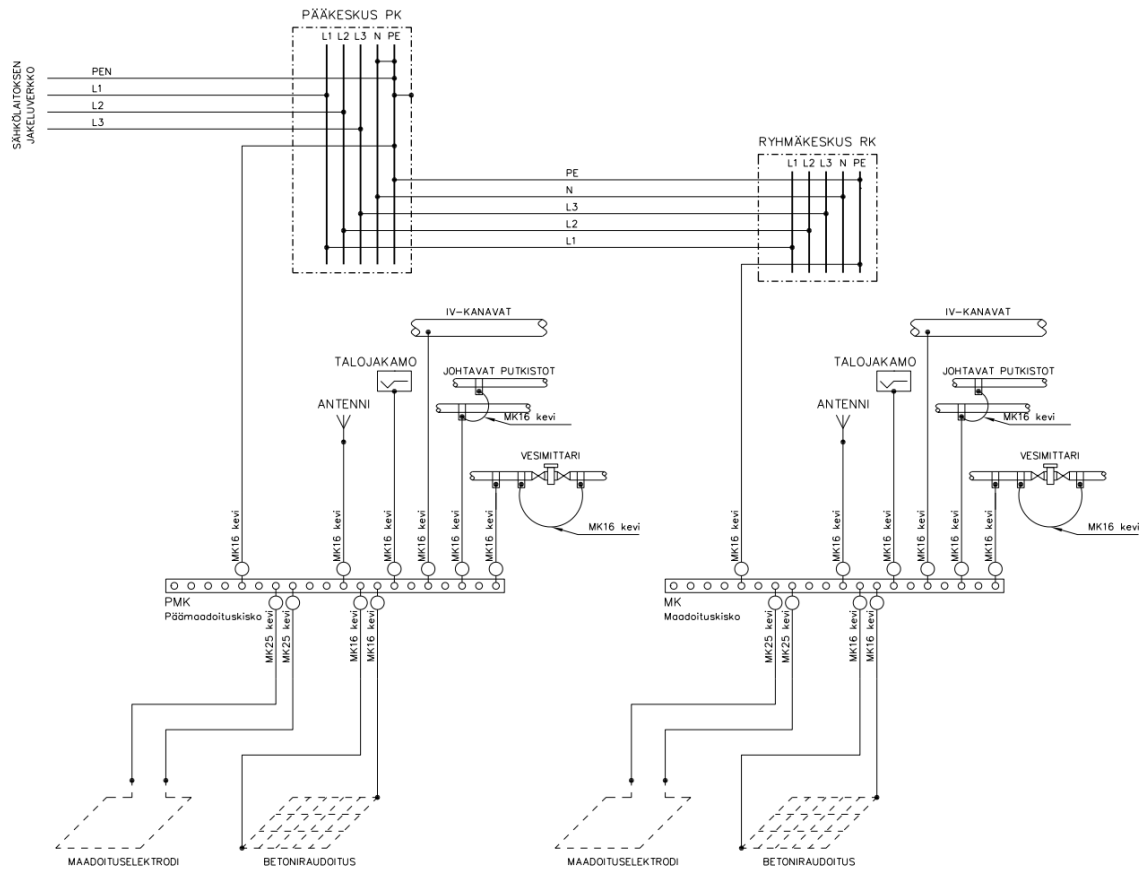 PÄÄKESKUS PK
L1 L2 L3 N PE
SÄHKÖLAITOKSEN
JAKELUVERKKO
PEN
L1
L2
L3
RYHMÄKESKUS RK
L1 L2 L3 N PE
PE
N
L3
L2
L1
IV-KANAVAT
TALOJAKAMO
JOHTAVAT PUTKISTOT
ANTENNI
MK16 kevi
VESIMITTARI
MK16 kevi
MK16 kevi
MK16 kevi
MK16 kevi
MK16 kevi
MK16 kevi
MK16 kevi
PMK
Päämaadoituskisko
MK25 kevi
MK25 kevi
MK16 kevi
MK16 kevi
MAADOITUSELEKTRODI
BETONIRAUDOITUS
IV-KANAVAT
TALOJAKAMO
JOHTAVAT PUTKISTOT
ANTENNI
MK16 kevi
VESIMITTARI
MK16 kevi
MK16 kevi
MK16 kevi
MK16 kevi
MK16 kevi
MK16 kevi
MK16 kevi
MK
Maadoituskisko
MK25 kevi
MK25 kevi
MK16 kevi
MK16 kevi
MAADOITUSELEKTRODI
BETONIRAUDOITUS